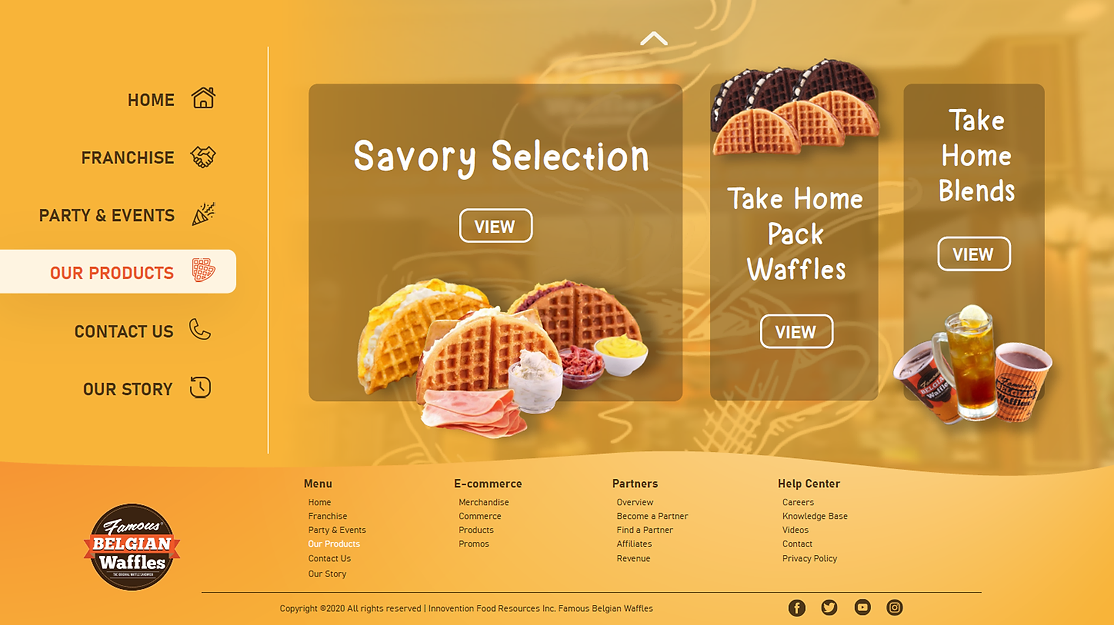 HOME
FRANCHISE
PARTY & EVENTS
OUR PRODUCTS
CONTACT US
OUR STORY
Savory Selection
VIEW
Take Home
Pack
Waffles
VIEW
Take
Home
Blends
VIEW
Famous
BELGIAN
Waffles
Menu
Home
Franchise
Party & Events
Our Products
Contact Us
Our Story
E-commerce
Merchandise
Commerce
Products
Promos
Partners
Overview
Become a Partner
Find a Partner
Affiliates
Revenue
Help Center
Careers
Knowledge Base
Videos
Contact
Privacy Policy
Copyright ©2020 All rights reserved | Innovention Food Resources Inc. Famous Belgian Waffles